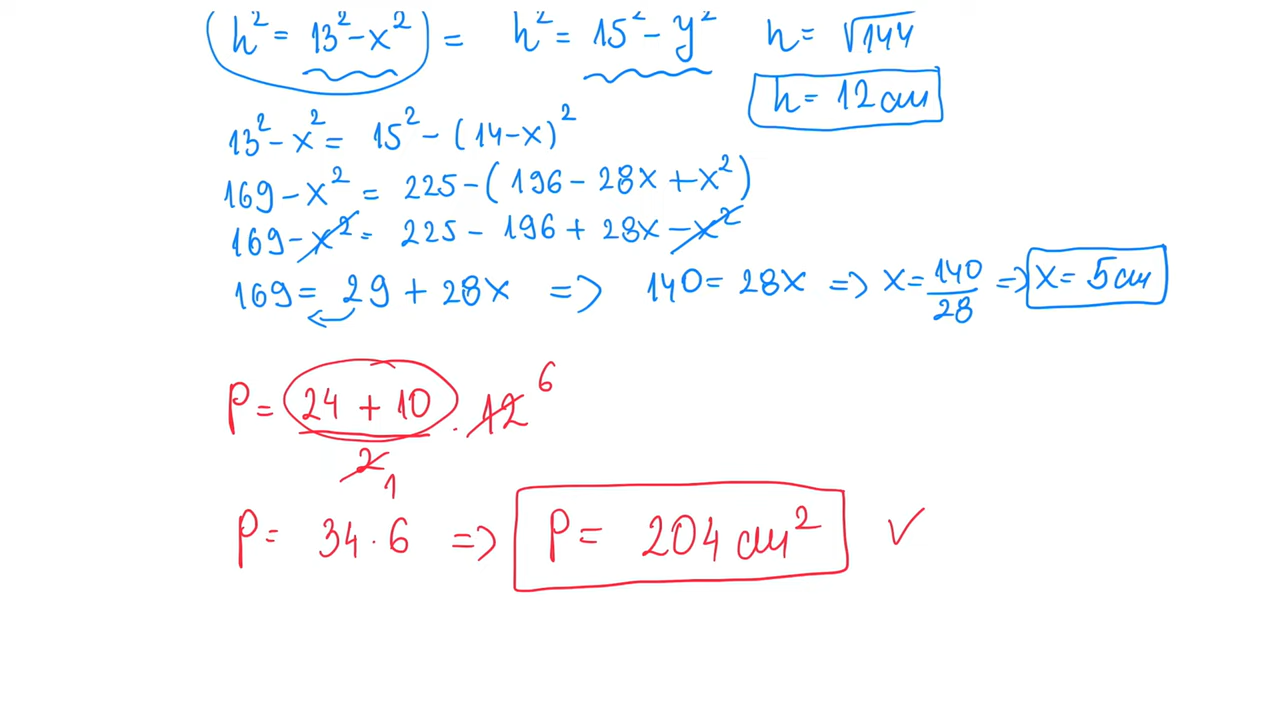 (h² = 13² - x²) = h² = 15² - y² h = √144
h = 12 cm
13² - x² = 15² - (14 - x)²
169 - x² = 225 - (196 - 28x + x²)
169 - x² = 225 - 196 + 28x - x²
169 = 29 + 28x => 140 = 28x => x = 140/28 => x = 5 cm
P = (24 + 10)/2 · 12 6
1
P = 34 · 6 => P = 204 cm² ✓